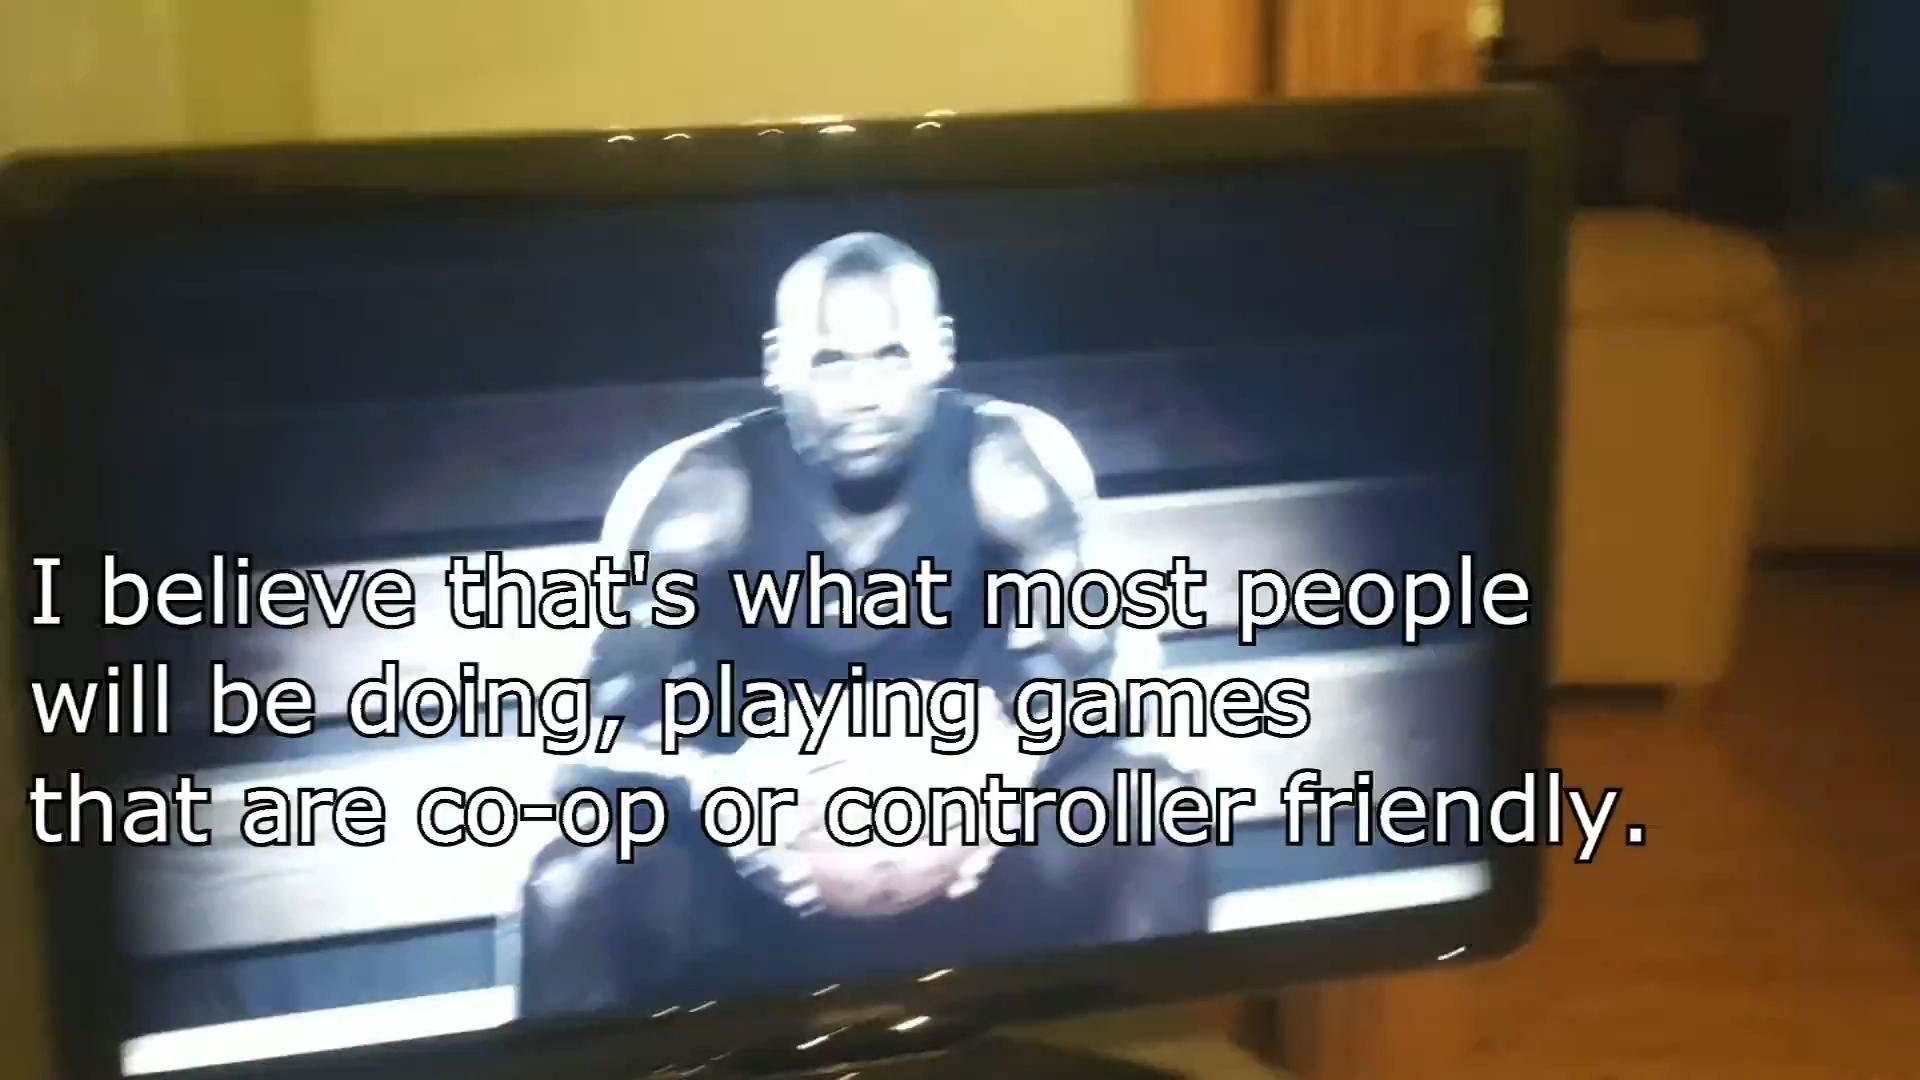 I believe that's what most people
will be doing, playing games
that are co-op or controller friendly.